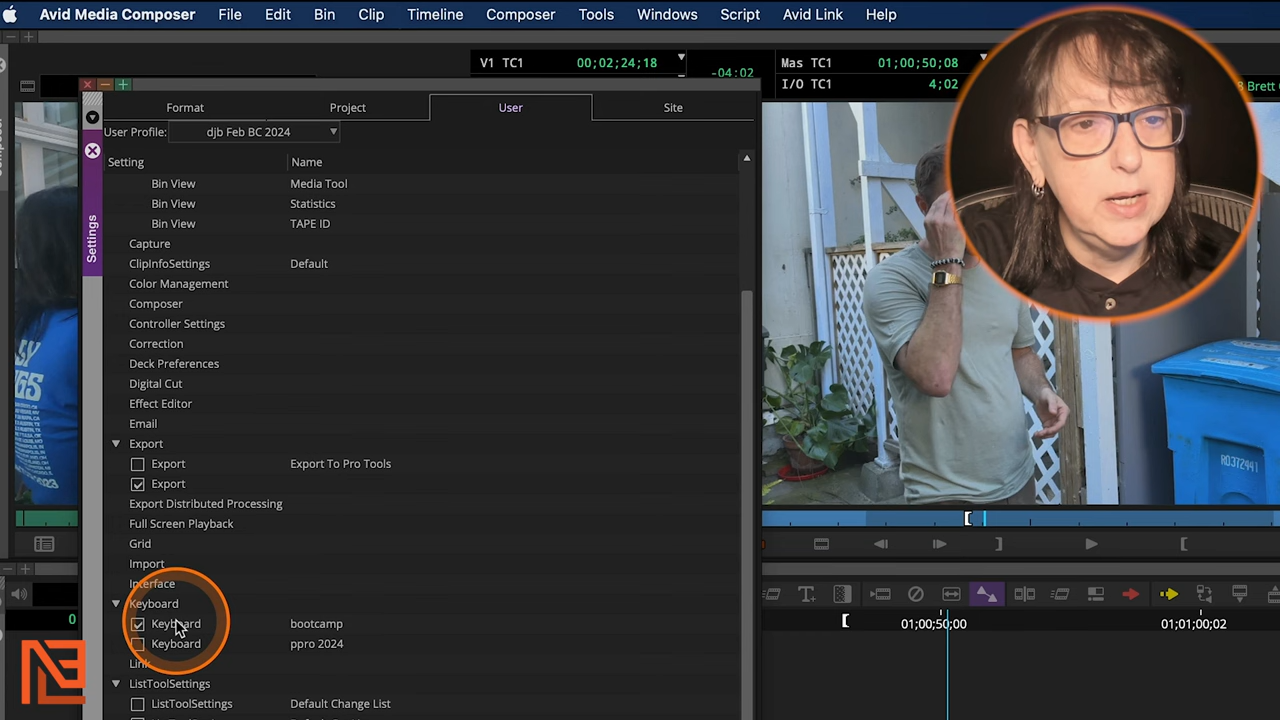 Avid Media Composer File Edit Bin Clip Timeline Composer Tools Windows Script Avid Link Help
V1 TC1 00;02;24;18
-04;02
Mas TC1 01;00;50;08
I/O TC1 4;02
8 Brett
Format Project User Site
User Profile: djb Feb BC 2024
Settings
Setting Name
Bin View Media Tool
Bin View Statistics
Bin View TAPE ID
Capture
ClipInfoSettings Default
Color Management
Composer
Controller Settings
Correction
Deck Preferences
Digital Cut
Effect Editor
Email
Export
Export Export To Pro Tools
Export
Export Distributed Processing
Full Screen Playback
Grid
Import
Interface
Keyboard
Keyboard bootcamp
Keyboard ppro 2024
Link
ListToolSettings
ListToolSettings Default Change List
0
01;00;50;00 01;01;00;02